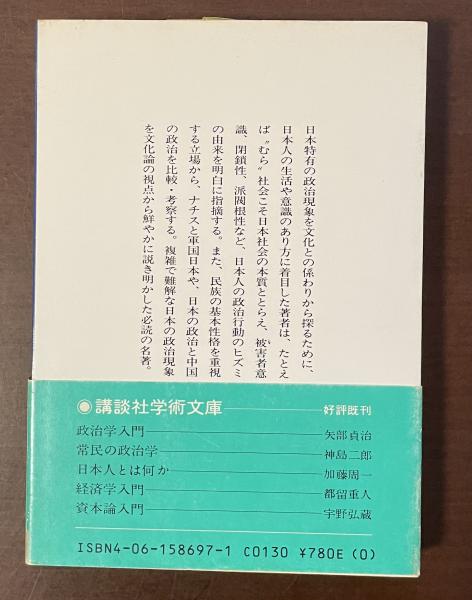 日本特有の政治現象を文化との係わりから探るために、
日本人の生活や意識のあり方に着目した著者は、たとえ
ば〝むら〟社会こそ日本社会の本質ととらえ、被害者意
識、閉鎖性、派閥根性など、日本人の政治行動のヒズミ
の由来を明白に指摘する。また、民族の基本性格を重視
する立場から、ナチスと軍国日本や、日本の政治と中国
の政治を比較・考察する。複雑で難解な日本の政治現象
を文化論の視点から鮮やかに説き明かした必読の名著。
◉講談社学術文庫 好評既刊
政治学入門 矢部貞治
常民の政治学 神島二郎
日本人とは何か 加藤周一
経済学入門 都留重人
資本論入門 宇野弘蔵
ISBN4-06-158697-1 C0130 ¥780E (0)